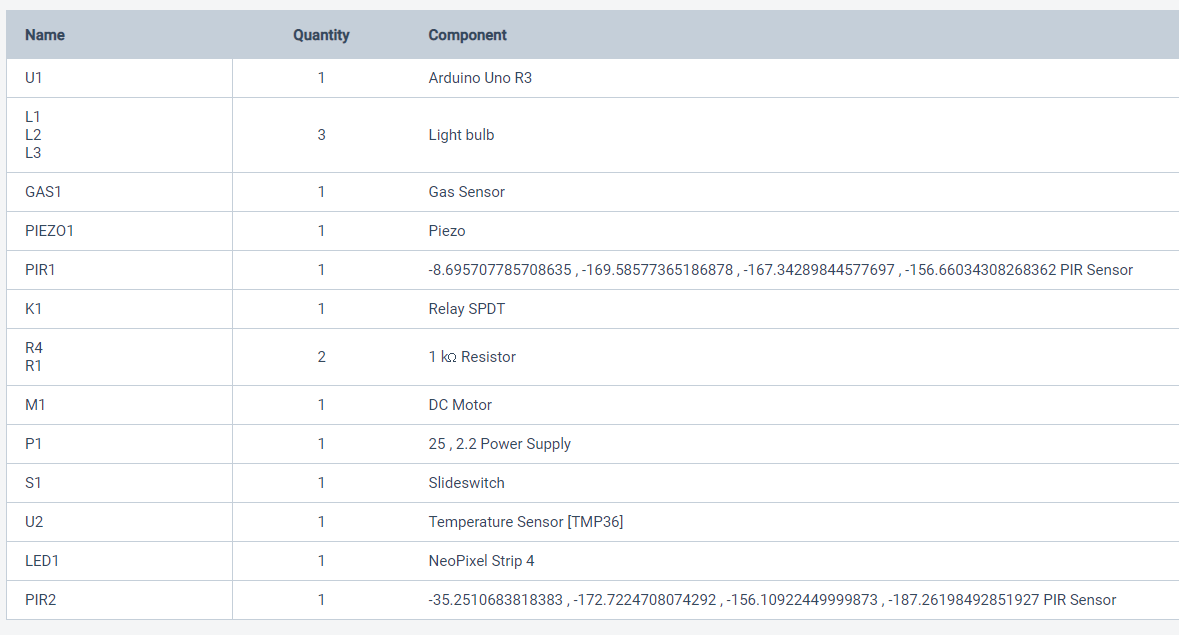 Name Quantity Component
U1 1 Arduino Uno R3
L1
L2 3 Light bulb
L3
GAS1 1 Gas Sensor
PIEZO1 1 Piezo
PIR1 1 -8.695707785708635 , -169.58577365186878 , -167.34289844577697 , -156.66034308268362 PIR Sensor
K1 1 Relay SPDT
R4
R1 2 1 kΩ Resistor
M1 1 DC Motor
P1 1 25 , 2.2 Power Supply
S1 1 Slideswitch
U2 1 Temperature Sensor [TMP36]
LED1 1 NeoPixel Strip 4
PIR2 1 -35.2510683818383 , -172.7224708074292 , -156.10922449999873 , -187.26198492851927 PIR Sensor